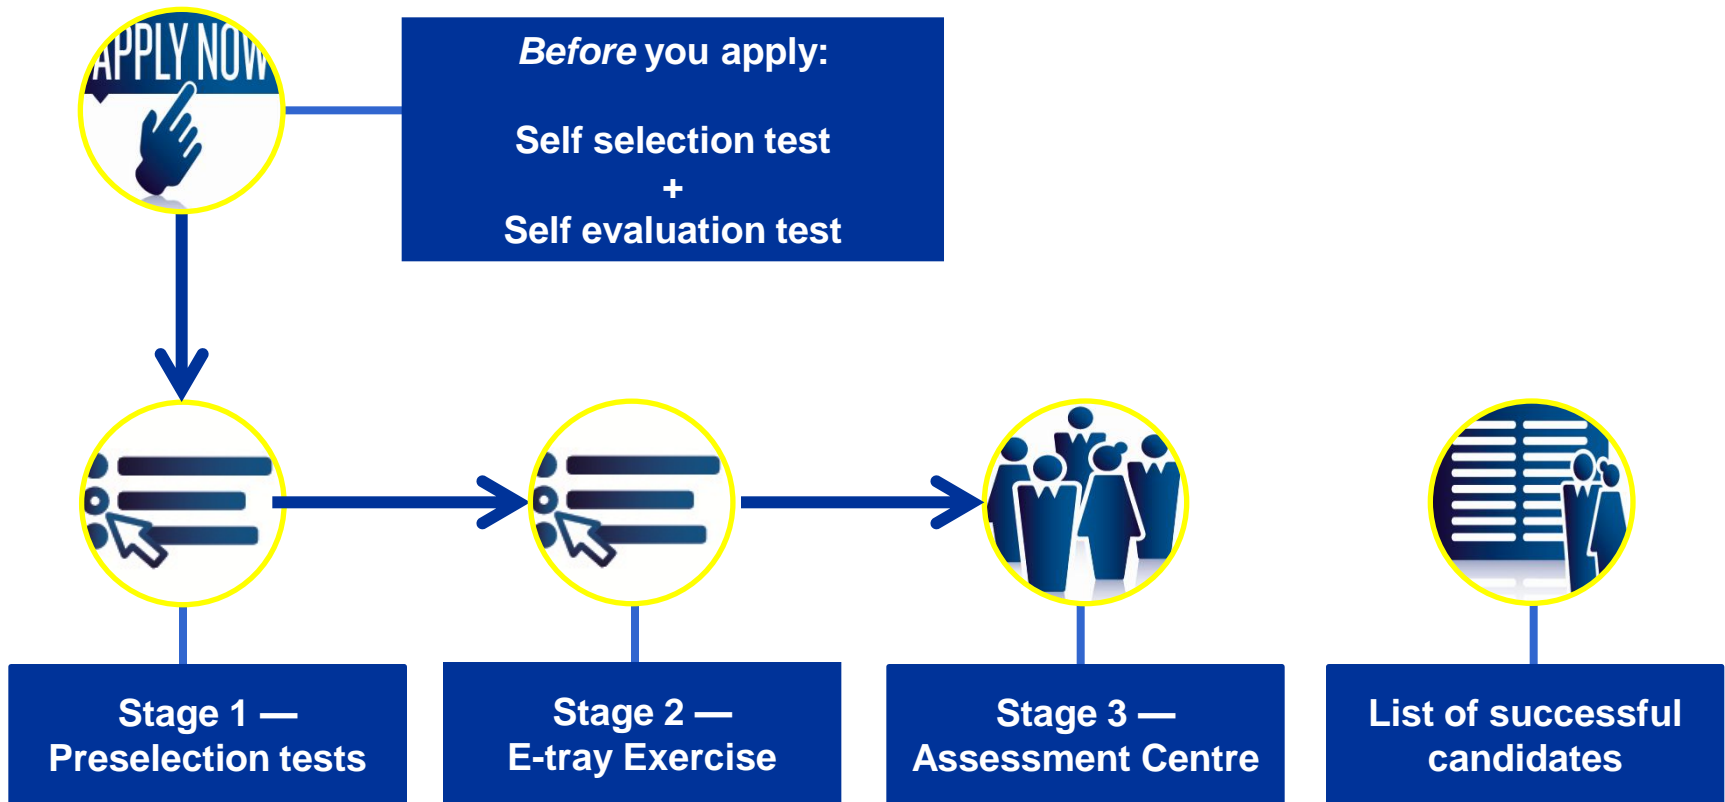 APPLY NOW
Before you apply:
Self selection test
+
Self evaluation test
Stage 1 —
Preselection tests
Stage 2 —
E-tray Exercise
Stage 3 —
Assessment Centre
List of successful
candidates